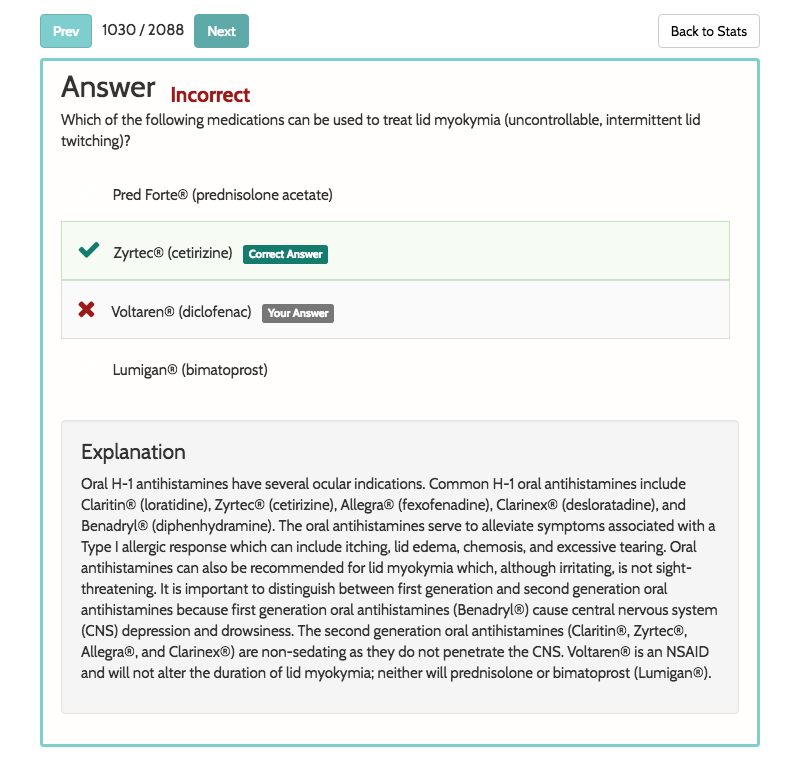 Prev 1030 / 2088 Next Back to Stats
Answer Incorrect
Which of the following medications can be used to treat lid myokymia (uncontrollable, intermittent lid
twitching)?
Pred Forte® (prednisolone acetate)
Zyrtec® (cetirizine) Correct Answer
Voltaren® (diclofenac) Your Answer
Lumigan® (bimatoprost)
Explanation
Oral H-1 antihistamines have several ocular indications. Common H-1 oral antihistamines include
Claritin® (loratidine), Zyrtec® (cetirizine), Allegra® (fexofenadine), Clarinex® (desloratadine), and
Benadryl® (diphenhydramine). The oral antihistamines serve to alleviate symptoms associated with a
Type I allergic response which can include itching, lid edema, chemosis, and excessive tearing. Oral
antihistamines can also be recommended for lid myokymia which, although irritating, is not sight-
threatening. It is important to distinguish between first generation and second generation oral
antihistamines because first generation oral antihistamines (Benadryl®) cause central nervous system
(CNS) depression and drowsiness. The second generation oral antihistamines (Claritin®, Zyrtec®,
Allegra®, and Clarinex®) are non-sedating as they do not penetrate the CNS. Voltaren® is an NSAID
and will not alter the duration of lid myokymia; neither will prednisolone or bimatoprost (Lumigan®).